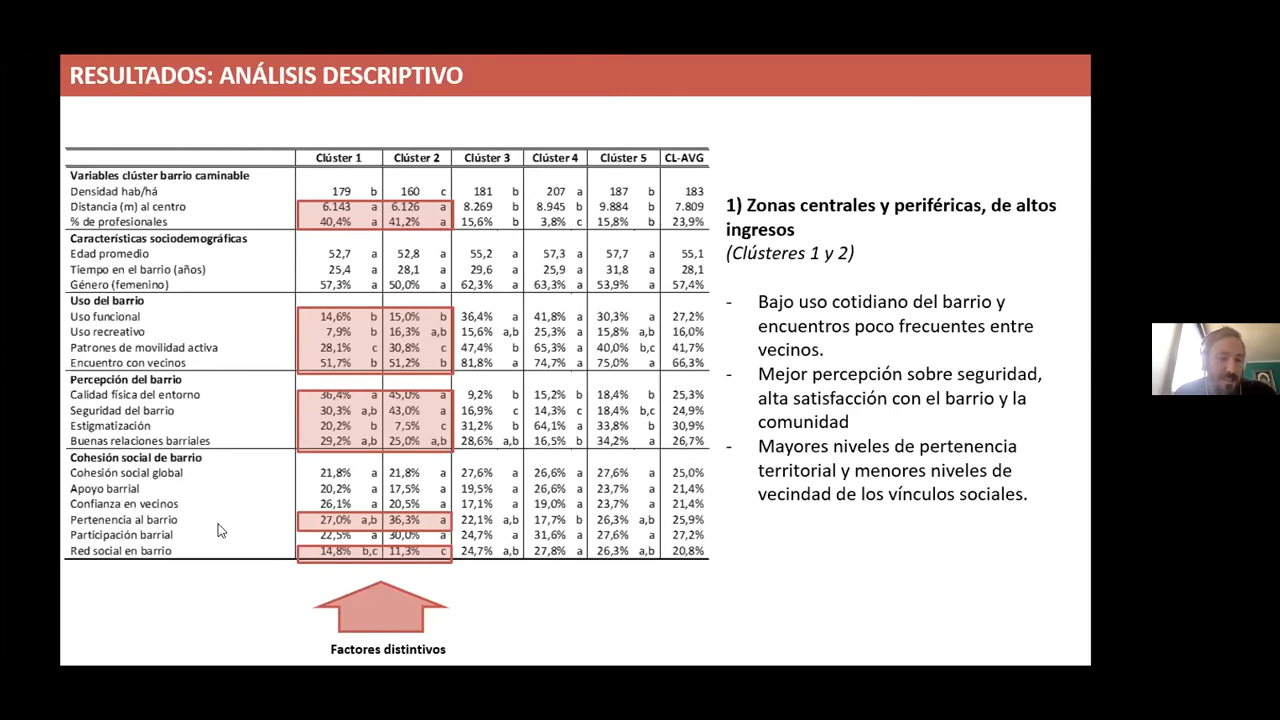 RESULTADOS: ANÁLISIS DESCRIPTIVO
Clúster 1 Clúster 2 Clúster 3 Clúster 4 Clúster 5 CL-AVG
Variables clúster barrio caminable
Densidad hab/há 179 b 160 c 181 b 207 a 187 b 183
Distancia (m) al centro 6.143 a 6.126 a 8.269 b 8.945 b 9.884 b 7.809
% de profesionales 40,4% a 41,2% a 15,6% b 3,8% c 15,8% b 23,9%
Características sociodemográficas
Edad promedio 52,7 a 52,8 a 55,2 a 57,3 a 57,7 a 55,1
Tiempo en el barrio (años) 25,4 a 28,1 a 29,6 a 25,9 a 31,8 a 28,1
Género (femenino) 57,3% a 50,0% a 62,3% a 63,3% a 53,9% a 57,4%
Uso del barrio
Uso funcional 14,6% b 15,0% b 36,4% a 41,8% a 30,3% a 27,2%
Uso recreativo 7,9% b 16,3% a,b 15,6% a,b 25,3% a 15,8% a,b 16,0%
Patrones de movilidad activa 28,1% c 30,8% c 47,4% b 65,3% a 40,0% b,c 41,7%
Encuentro con vecinos 51,7% b 51,2% b 81,8% a 74,7% a 75,0% a 66,3%
Percepción del barrio
Calidad física del entorno 36,4% a 45,0% a 9,2% b 15,2% b 18,4% b 25,3%
Seguridad del barrio 30,3% a,b 43,0% a 16,9% c 14,3% c 18,4% b,c 24,9%
Estigmatización 20,2% b 7,5% c 31,2% b 64,1% a 33,8% b 30,9%
Buenas relaciones barriales 29,2% a,b 25,0% a,b 28,6% a,b 16,5% b 34,2% a 26,7%
Cohesión social de barrio
Cohesión social global 21,8% a 21,8% a 27,6% a 26,6% a 27,6% a 25,0%
Apoyo barrial 20,2% a 17,5% a 19,5% a 26,6% a 23,7% a 21,4%
Confianza en vecinos 26,1% a 20,5% a 17,1% a 19,0% a 23,7% a 21,4%
Pertenencia al barrio 27,0% a,b 36,3% a 22,1% a,b 17,7% b 26,3% a,b 25,9%
Participación barrial 22,5% a 30,0% a 24,7% a 31,6% a 27,6% a 27,2%
Red social en barrio 14,8% b,c 11,3% c 24,7% a,b 27,8% a 26,3% a,b 20,8%
Factores distintivos
1) Zonas centrales y periféricas, de altos
ingresos
(Clústeres 1 y 2)
- Bajo uso cotidiano del barrio y
encuentros poco frecuentes entre
vecinos.
- Mejor percepción sobre seguridad,
alta satisfacción con el barrio y la
comunidad
- Mayores niveles de pertenencia
territorial y menores niveles de
vecindad de los vínculos sociales.